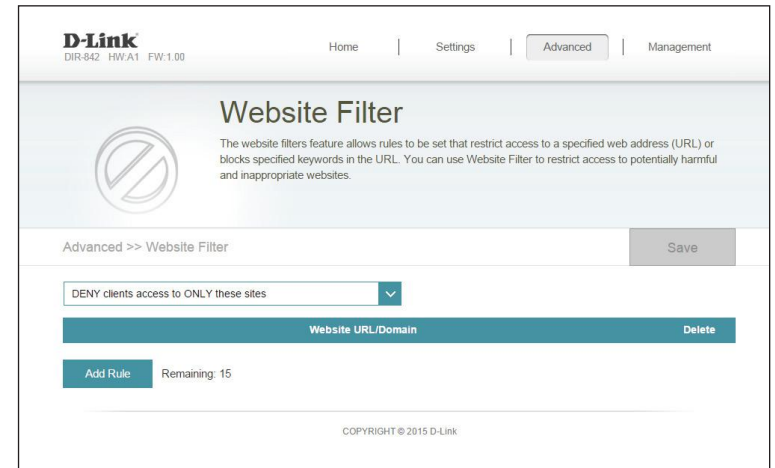 D-Link
DIR-842 HW:A1 FW:1.00
Home | Settings | Advanced | Management
Website Filter
The website filters feature allows rules to be set that restrict access to a specified web address (URL) or
blocks specified keywords in the URL. You can use Website Filter to restrict access to potentially harmful
and inappropriate websites.
Advanced >> Website Filter
Save
DENY clients access to ONLY these sites
Website URL/Domain Delete
Add Rule Remaining: 15
COPYRIGHT © 2015 D-Link